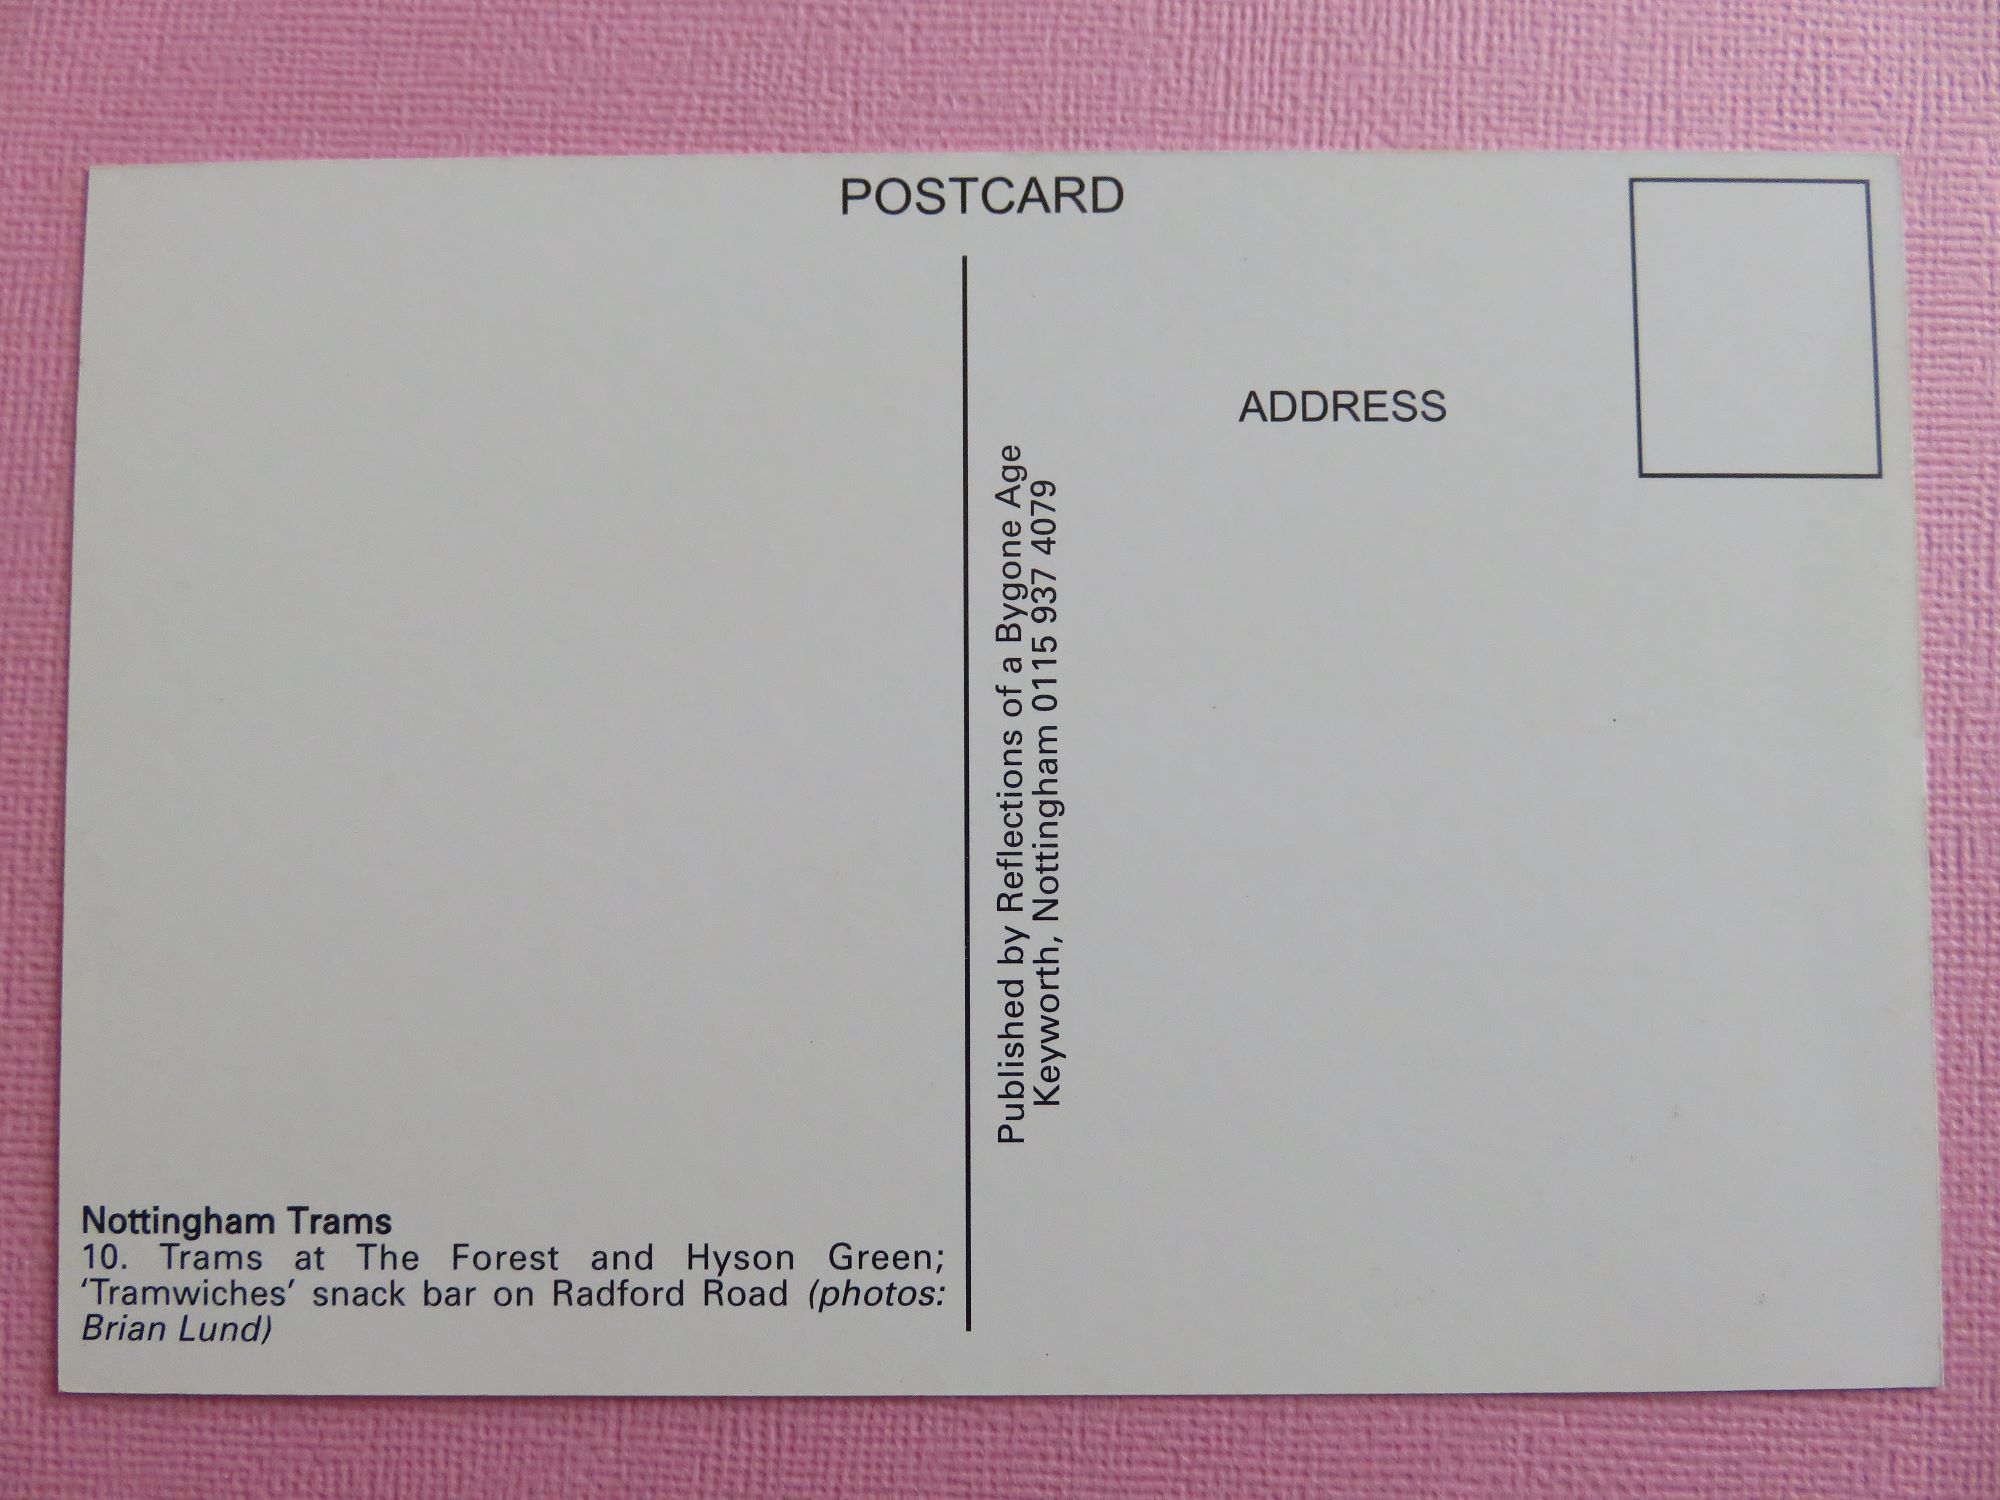 POSTCARD
ADDRESS
Published by Reflections of a Bygone Age
Keyworth, Nottingham 0115 937 4079
Nottingham Trams
10. Trams at The Forest and Hyson Green;
‘Tramwiches’ snack bar on Radford Road (photos:
Brian Lund)